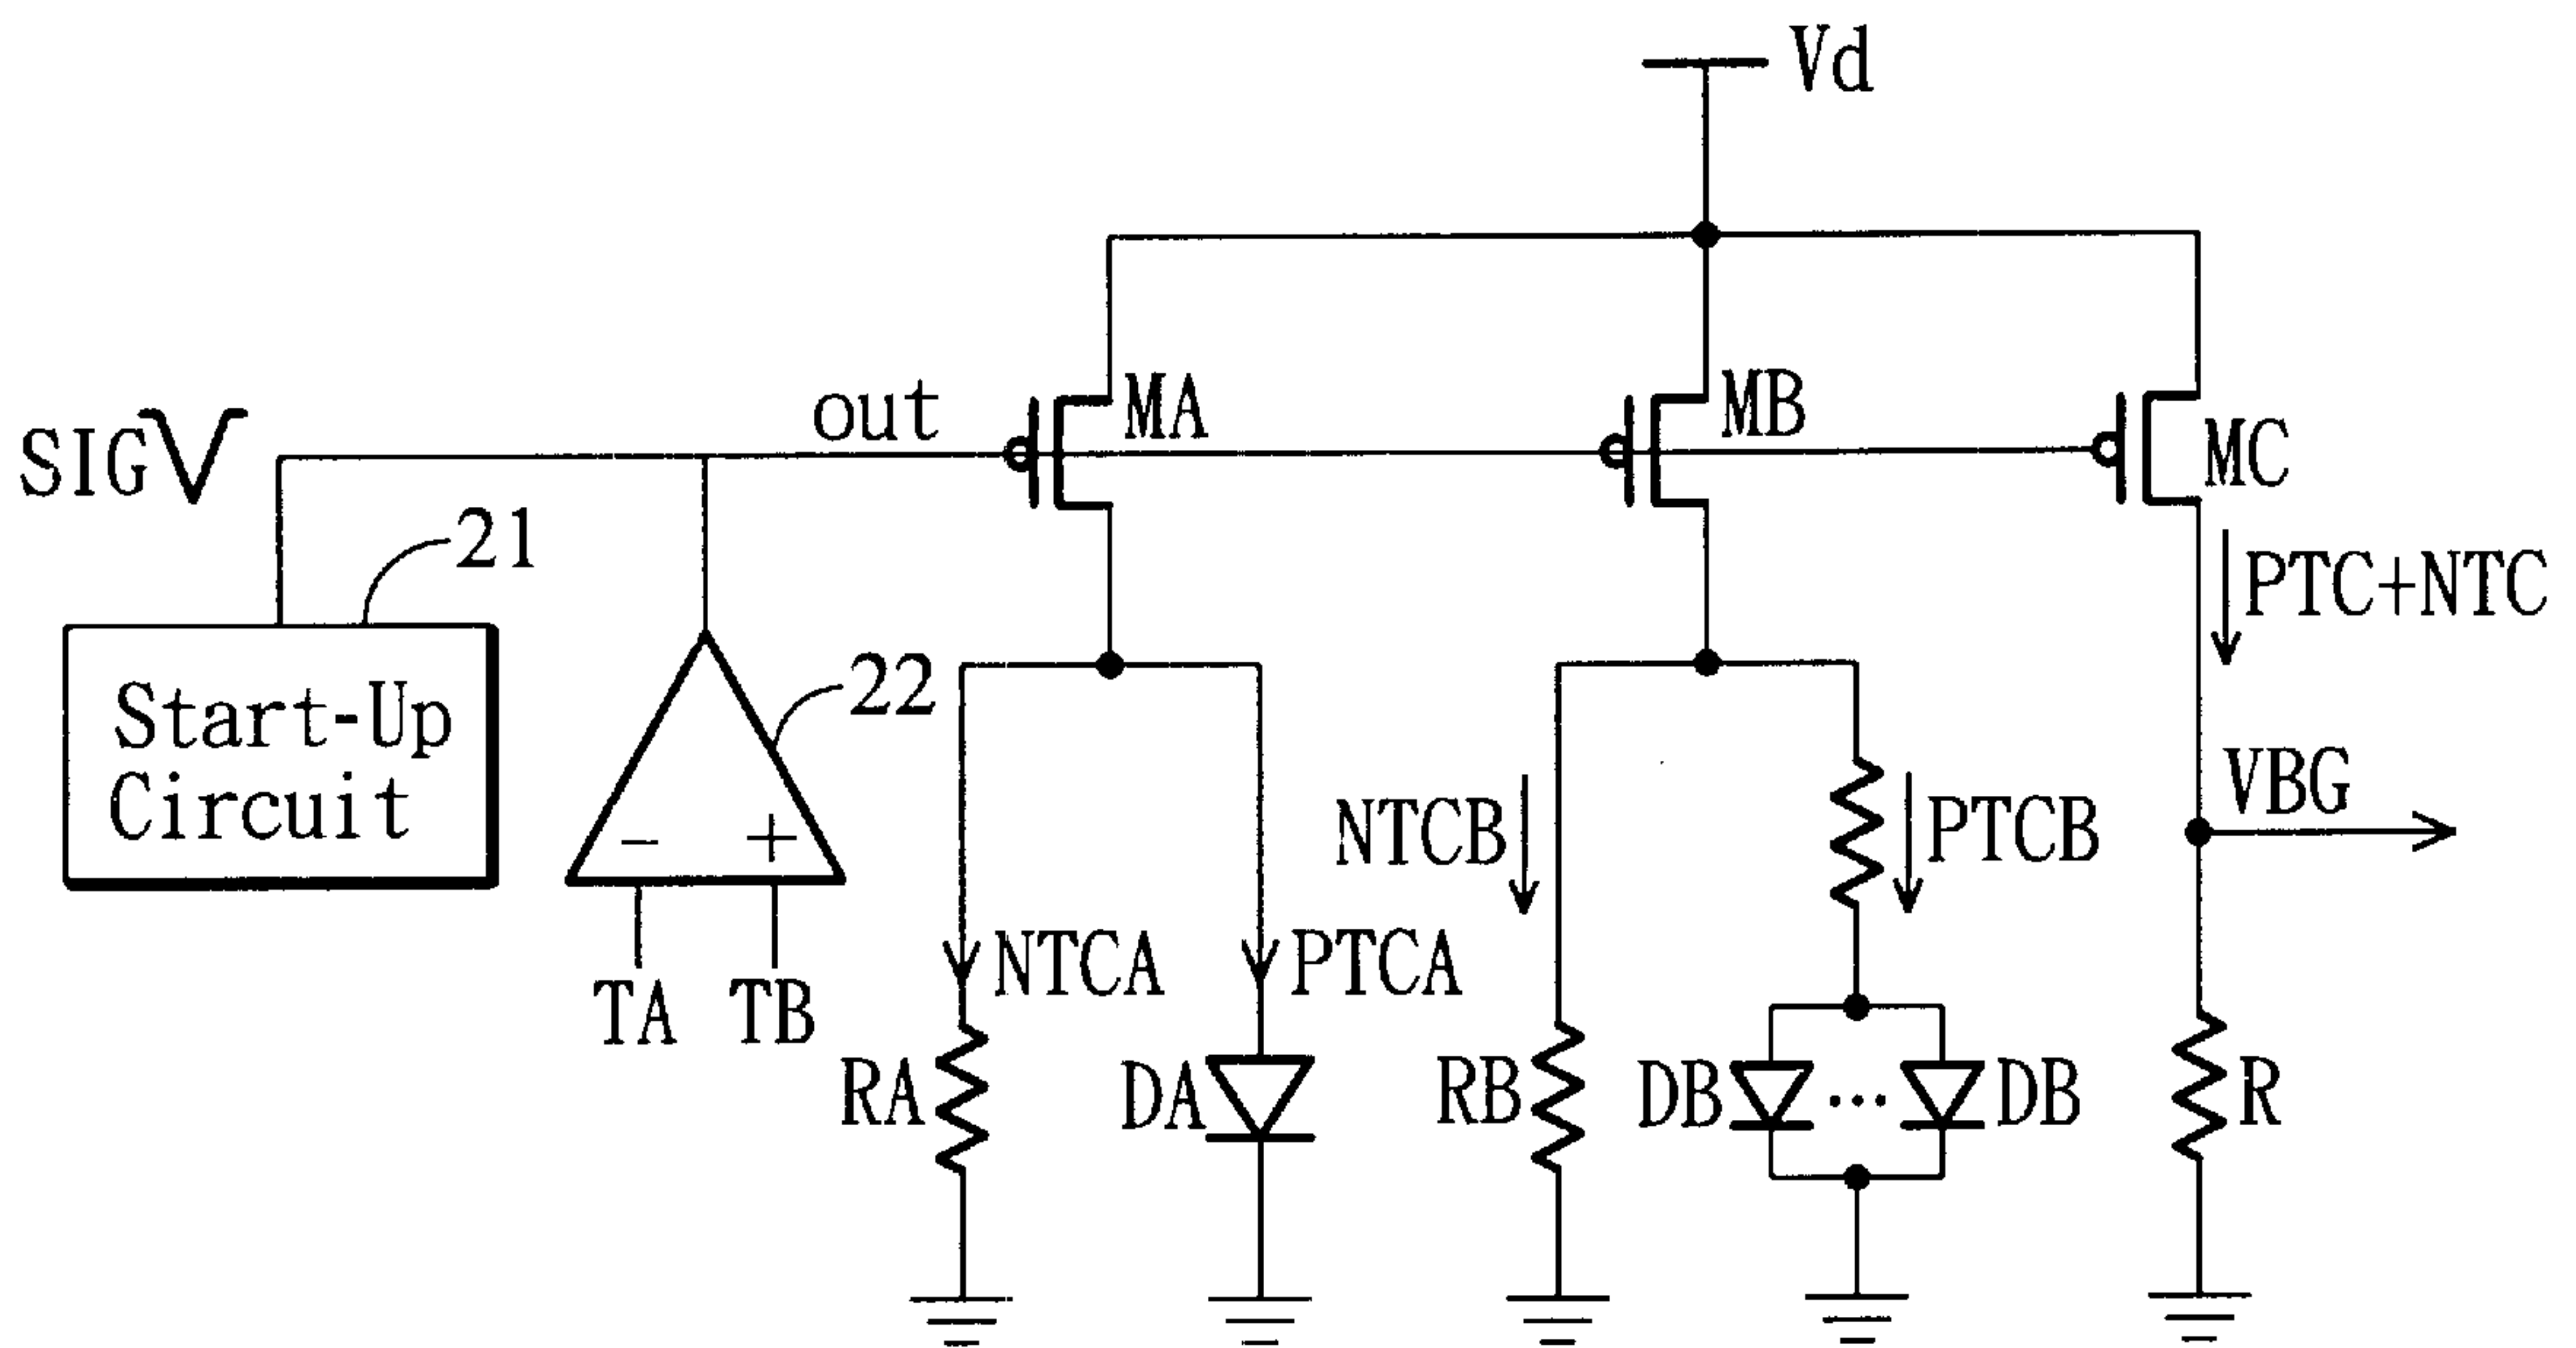 Vd
out
MA
MB
MC
SIG
21
PTC+NTC
22
Start-Up
Circuit
- +
VBG
NTCB
PTCB
NTCA
PTCA
TA TB
RA
DA
RB
DB ... DB
R